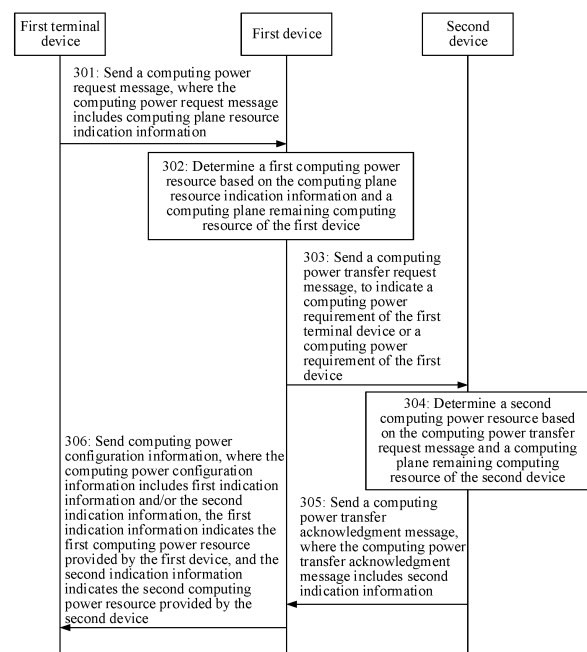 First terminal
device
First device
Second
device
301: Send a computing power
request message, where the
computing power request message
includes computing plane resource
indication information
302: Determine a first computing power
resource based on the computing plane
resource indication information and a
computing plane remaining computing
resource of the first device
303: Send a computing
power transfer request
message, to indicate a
computing power
requirement of the first
terminal device or a
computing power
requirement of the first
device
304: Determine a second
computing power resource based
on the computing power transfer
request message and a computing
plane remaining computing
resource of the second device
305: Send a computing
power transfer
acknowledgment message,
where the computing power
transfer acknowledgment
message includes second
indication information
306: Send computing power
configuration information, where the
computing power configuration
information includes first indication
information and/or the second
indication information, the first
indication information indicates the
first computing power resource
provided by the first device, and the
second indication information
indicates the second computing
power resource provided by the
second device